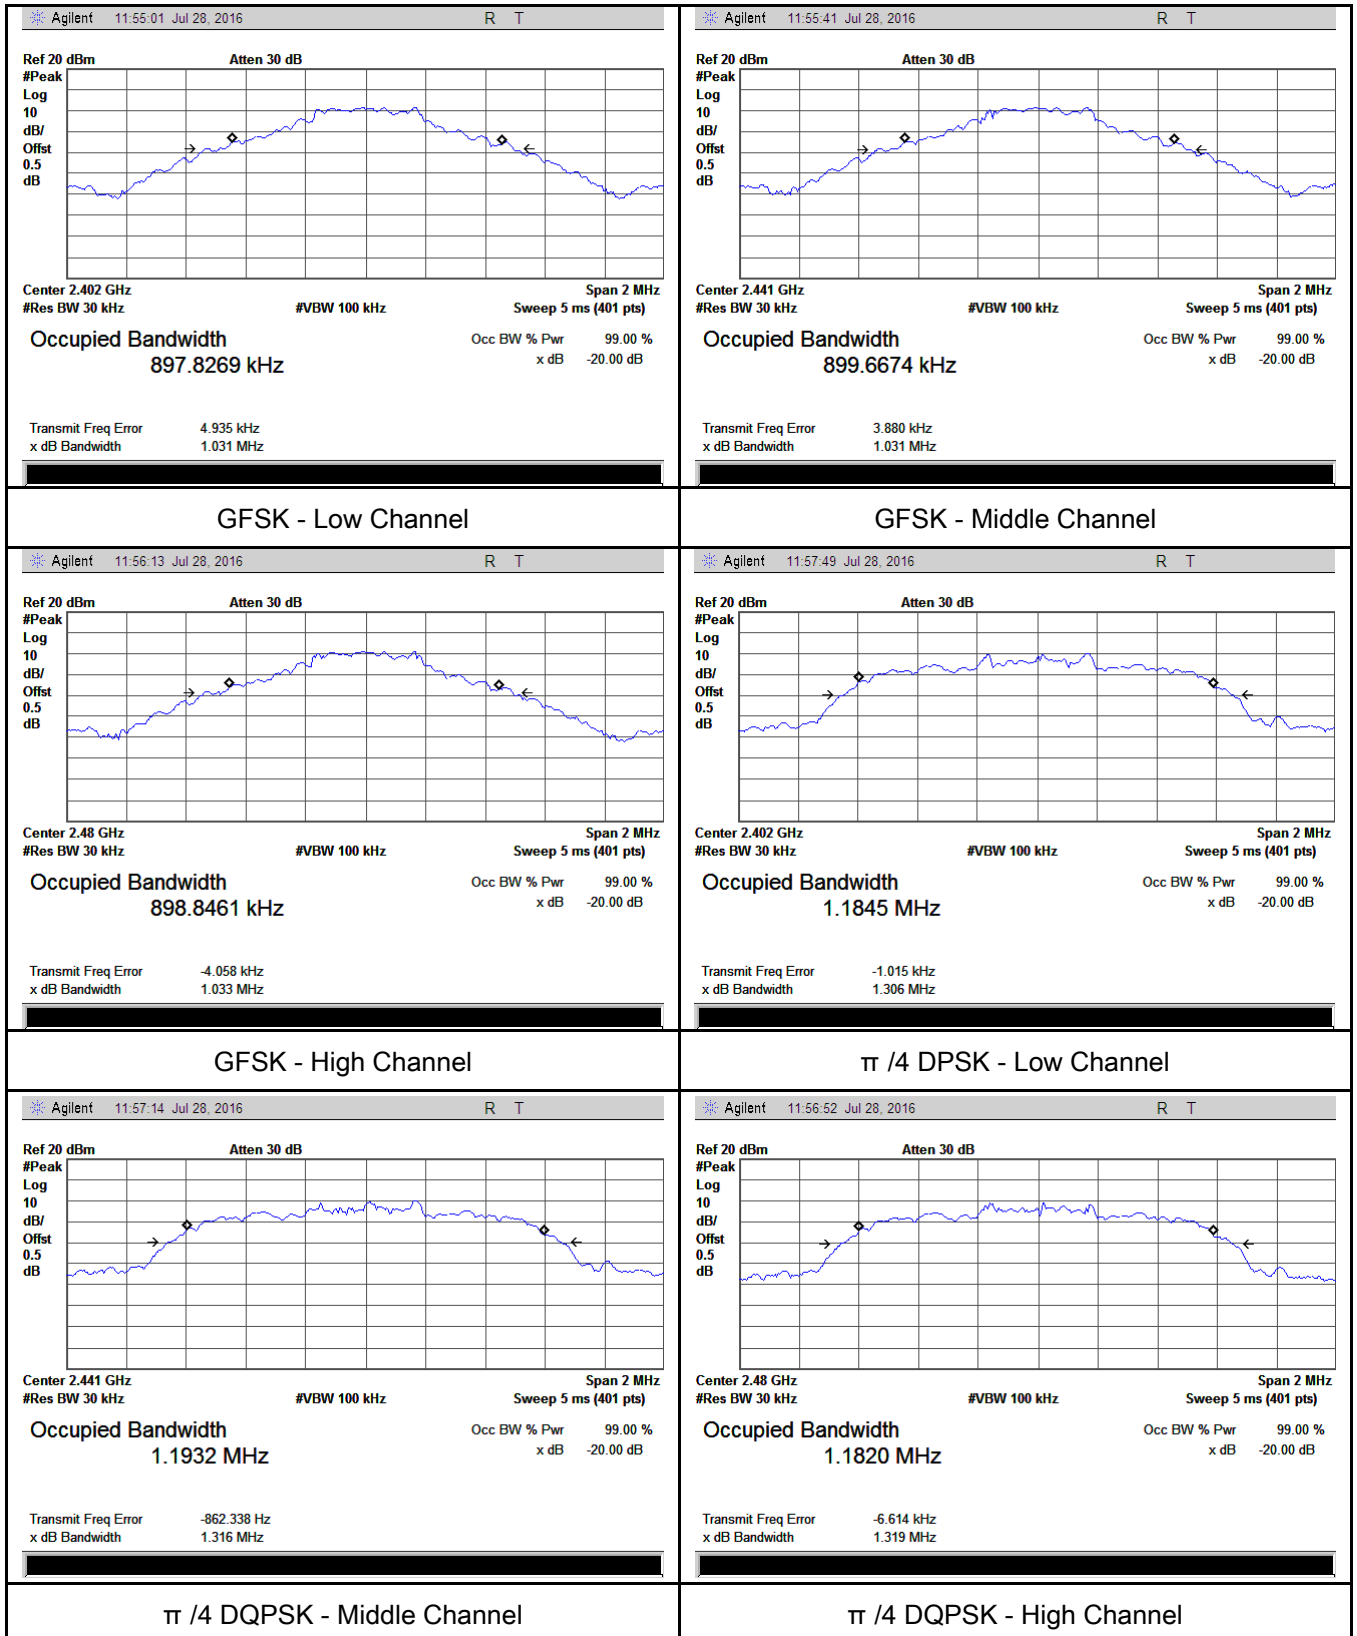 Agilent 11:55:01 Jul 28, 2016 R T
Ref 20 dBm Atten 30 dB
#Peak
Log
10
dB/
Offst
0.5
dB
Center 2.402 GHz Span 2 MHz
#Res BW 30 kHz #VBW 100 kHz Sweep 5 ms (401 pts)
Occupied Bandwidth Occ BW % Pwr 99.00 %
897.8269 kHz x dB -20.00 dB
Transmit Freq Error 4.935 kHz
x dB Bandwidth 1.031 MHz
GFSK - Low Channel
Agilent 11:55:41 Jul 28, 2016 R T
Ref 20 dBm Atten 30 dB
#Peak
Log
10
dB/
Offst
0.5
dB
Center 2.441 GHz Span 2 MHz
#Res BW 30 kHz #VBW 100 kHz Sweep 5 ms (401 pts)
Occupied Bandwidth Occ BW % Pwr 99.00 %
899.6674 kHz x dB -20.00 dB
Transmit Freq Error 3.880 kHz
x dB Bandwidth 1.031 MHz
GFSK - Middle Channel
Agilent 11:56:13 Jul 28, 2016 R T
Ref 20 dBm Atten 30 dB
#Peak
Log
10
dB/
Offst
0.5
dB
Center 2.48 GHz Span 2 MHz
#Res BW 30 kHz #VBW 100 kHz Sweep 5 ms (401 pts)
Occupied Bandwidth Occ BW % Pwr 99.00 %
898.8461 kHz x dB -20.00 dB
Transmit Freq Error -4.058 kHz
x dB Bandwidth 1.033 MHz
GFSK - High Channel
Agilent 11:57:49 Jul 28, 2016 R T
Ref 20 dBm Atten 30 dB
#Peak
Log
10
dB/
Offst
0.5
dB
Center 2.402 GHz Span 2 MHz
#Res BW 30 kHz #VBW 100 kHz Sweep 5 ms (401 pts)
Occupied Bandwidth Occ BW % Pwr 99.00 %
1.1845 MHz x dB -20.00 dB
Transmit Freq Error -1.015 kHz
x dB Bandwidth 1.306 MHz
π /4 DPSK - Low Channel
Agilent 11:57:14 Jul 28, 2016 R T
Ref 20 dBm Atten 30 dB
#Peak
Log
10
dB/
Offst
0.5
dB
Center 2.441 GHz Span 2 MHz
#Res BW 30 kHz #VBW 100 kHz Sweep 5 ms (401 pts)
Occupied Bandwidth Occ BW % Pwr 99.00 %
1.1932 MHz x dB -20.00 dB
Transmit Freq Error -862.338 Hz
x dB Bandwidth 1.316 MHz
π /4 DQPSK - Middle Channel
Agilent 11:56:52 Jul 28, 2016 R T
Ref 20 dBm Atten 30 dB
#Peak
Log
10
dB/
Offst
0.5
dB
Center 2.48 GHz Span 2 MHz
#Res BW 30 kHz #VBW 100 kHz Sweep 5 ms (401 pts)
Occupied Bandwidth Occ BW % Pwr 99.00 %
1.1820 MHz x dB -20.00 dB
Transmit Freq Error -6.614 kHz
x dB Bandwidth 1.319 MHz
π /4 DQPSK - High Channel